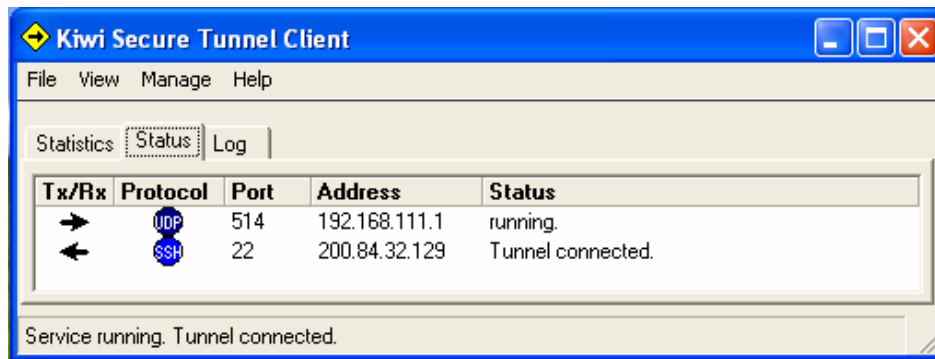 Kiwi Secure Tunnel Client
File View Manage Help
Statistics Status Log
Tx/Rx Protocol Port Address Status
UDP 514 192.168.111.1 running.
SSH 22 200.84.32.129 Tunnel connected.
Service running. Tunnel connected.